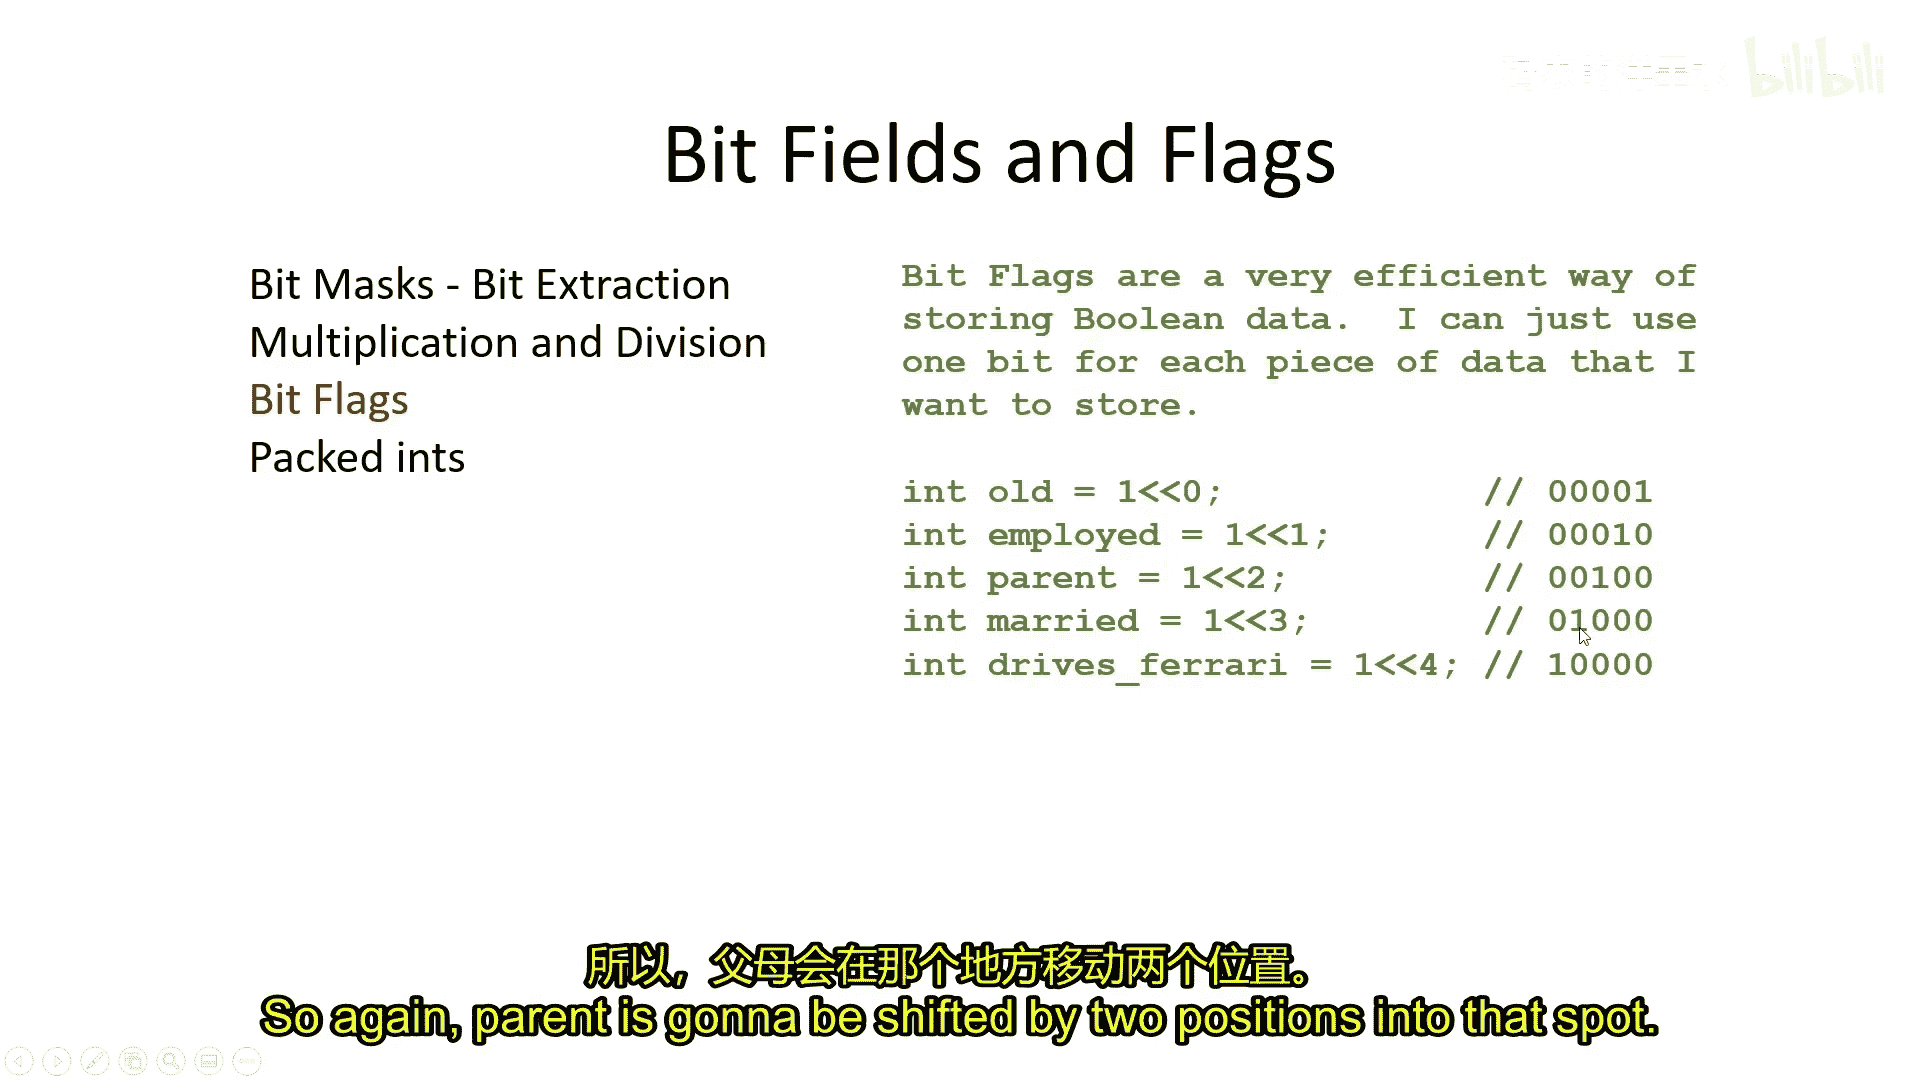 bilibili
Bit Fields and Flags
Bit Masks - Bit Extraction
Multiplication and Division
Bit Flags
Packed ints
Bit Flags are a very efficient way of
storing Boolean data.  I can just use
one bit for each piece of data that I
want to store.
int old = 1<<0;            // 00001
int employed = 1<<1;       // 00010
int parent = 1<<2;         // 00100
int married = 1<<3;        // 01000
int drives_ferrari = 1<<4; // 10000
所以，父母会在那个地方移动两个位置。
So again, parent is gonna be shifted by two positions into that spot.